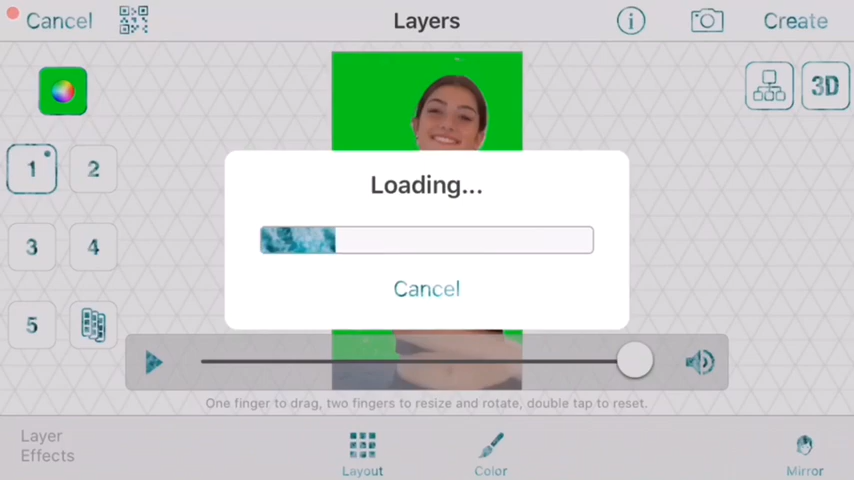 Cancel
Layers
Create
3D
1
2
3
4
5
Loading...
Cancel
One finger to drag, two fingers to resize and rotate, double tap to reset.
Layer
Effects
Layout
Color
Mirror